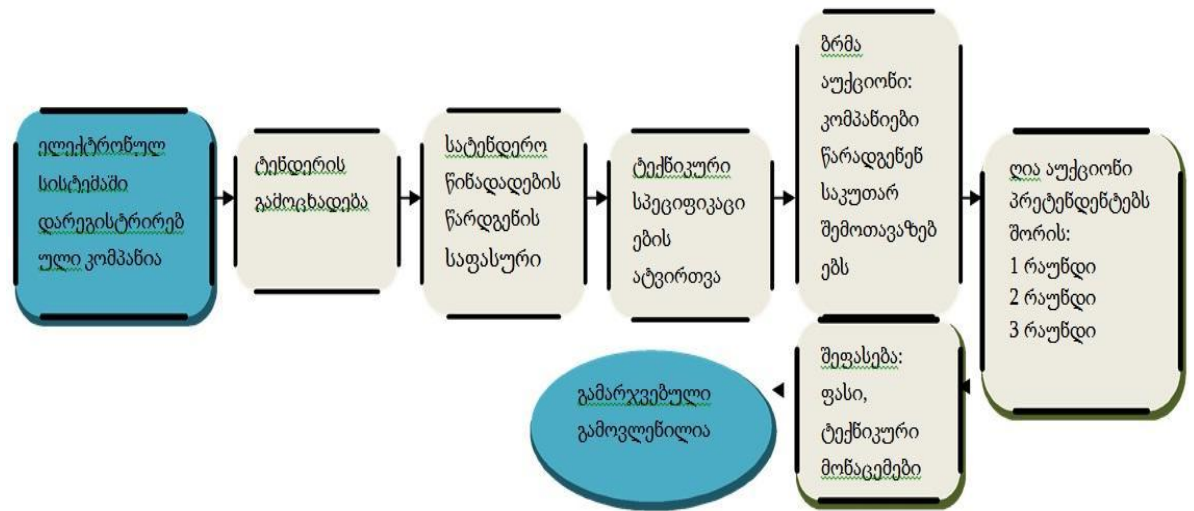 ელექტრონულ
სისტემაში
დარეგისტრირებ
ული კომპანია
ტენდერის
გამოცხადება
სატენდერო
წინადადების
წარდგენის
საფასური
ტექნიკური
სპეციფიკაცი
ების
ატვირთვა
ბრმა
აუქციონი:
კომპანიები
წარადგენენ
საკუთარ
შემოთავაზებ
ებს
ღია აუქციონი
პრეტენდენტებს
შორის:
1 რაუნდი
2 რაუნდი
3 რაუნდი
შეფასება:
ფასი,
ტექნიკური
მონაცემები
გამარჯვებული
გამოვლენილია